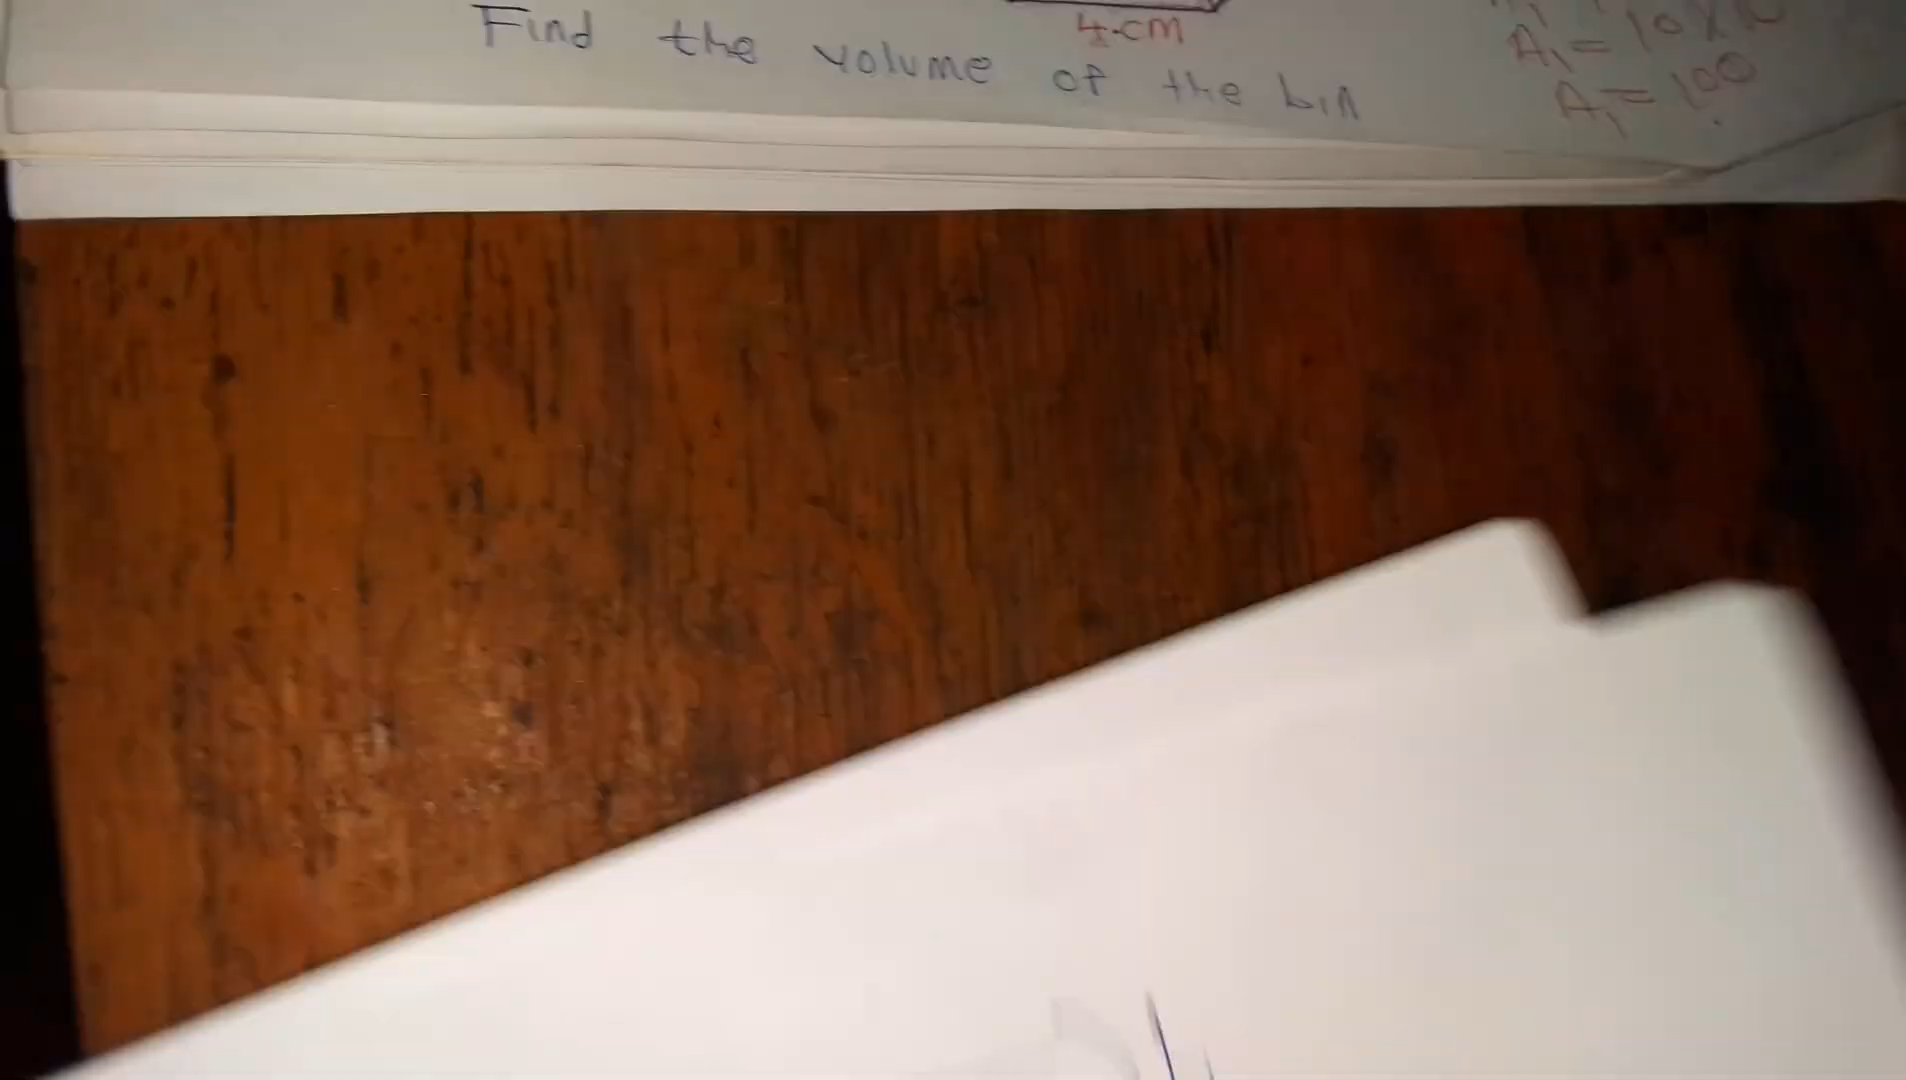 4cm
Find the volume of the bin
A₁ = 10 x 10
A₁ = 100